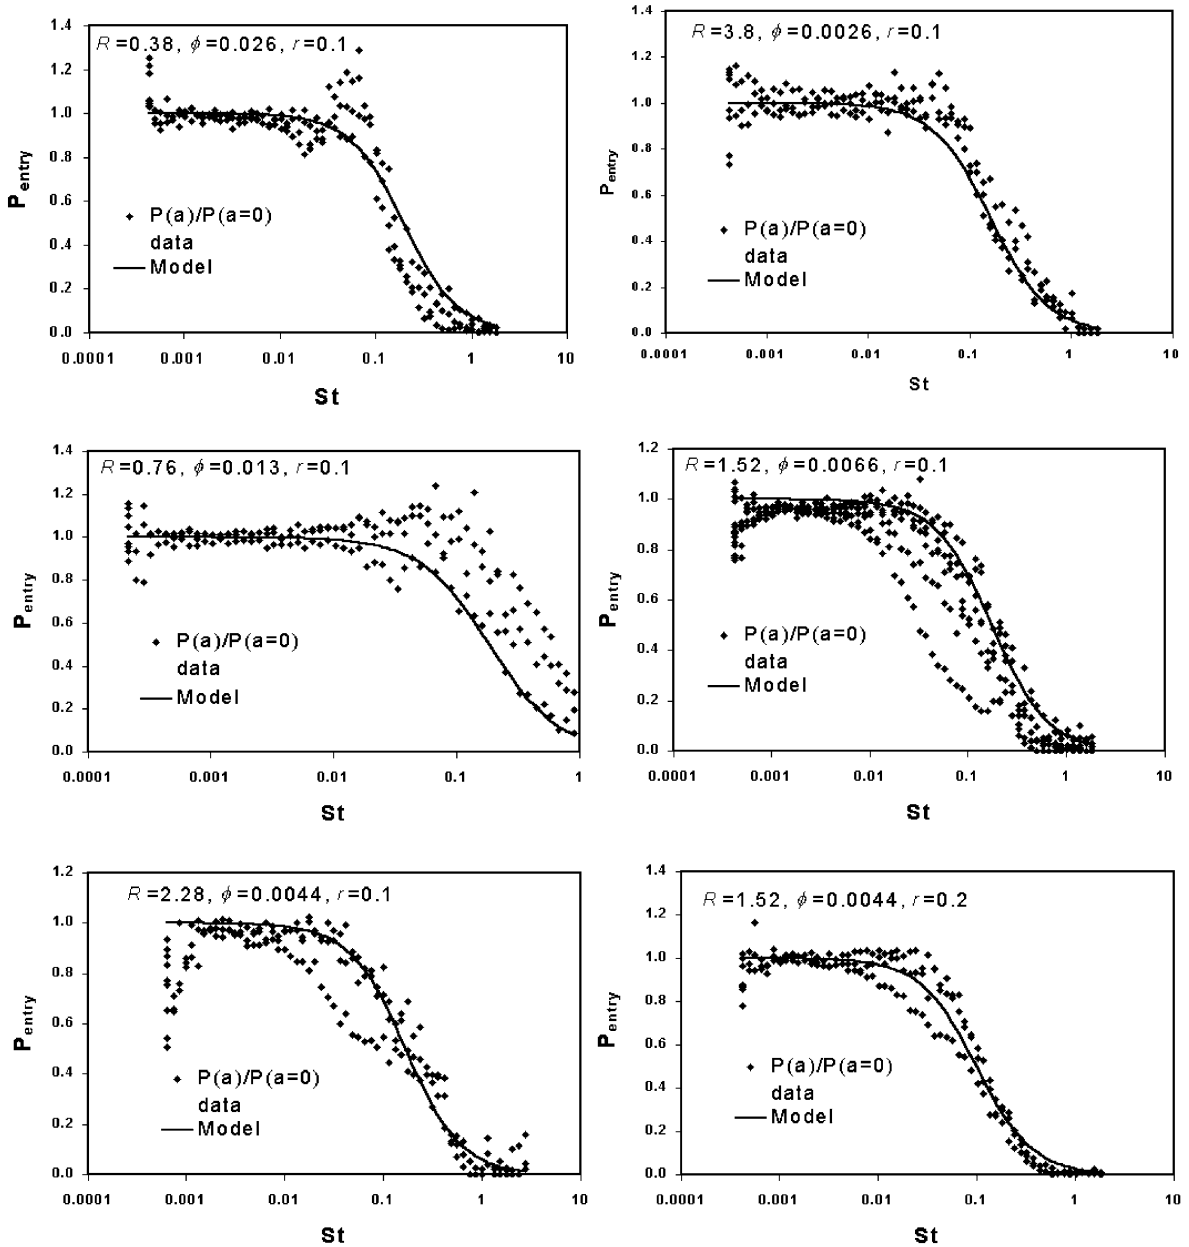 R=0.38, ϕ=0.026, r=0.1
1.4
1.2
1.0
0.8
0.6
0.4
0.2
0.0
P entry
P(a)/P(a=0)
data
Model
0.0001 0.001 0.01 0.1 1 10
St
R=3.8, ϕ=0.0026, r=0.1
1.4
1.2
1.0
0.8
0.6
0.4
0.2
0.0
P entry
P(a)/P(a=0)
data
Model
0.0001 0.001 0.01 0.1 1 10
St
R=0.76, ϕ=0.013, r=0.1
1.4
1.2
1.0
0.8
0.6
0.4
0.2
0.0
P entry
P(a)/P(a=0)
data
Model
0.0001 0.001 0.01 0.1 1
St
R=1.52, ϕ=0.0066, r=0.1
1.2
1.0
0.8
0.6
0.4
0.2
0.0
P entry
P(a)/P(a=0)
data
Model
0.0001 0.001 0.01 0.1 1 10
St
R=2.28, ϕ=0.0044, r=0.1
1.2
1.0
0.8
0.6
0.4
0.2
0.0
P entry
P(a)/P(a=0)
data
Model
0.0001 0.001 0.01 0.1 1 10
St
R=1.52, ϕ=0.0044, r=0.2
1.4
1.2
1.0
0.8
0.6
0.4
0.2
0.0
P entry
P(a)/P(a=0)
data
Model
0.0001 0.001 0.01 0.1 1 10
St